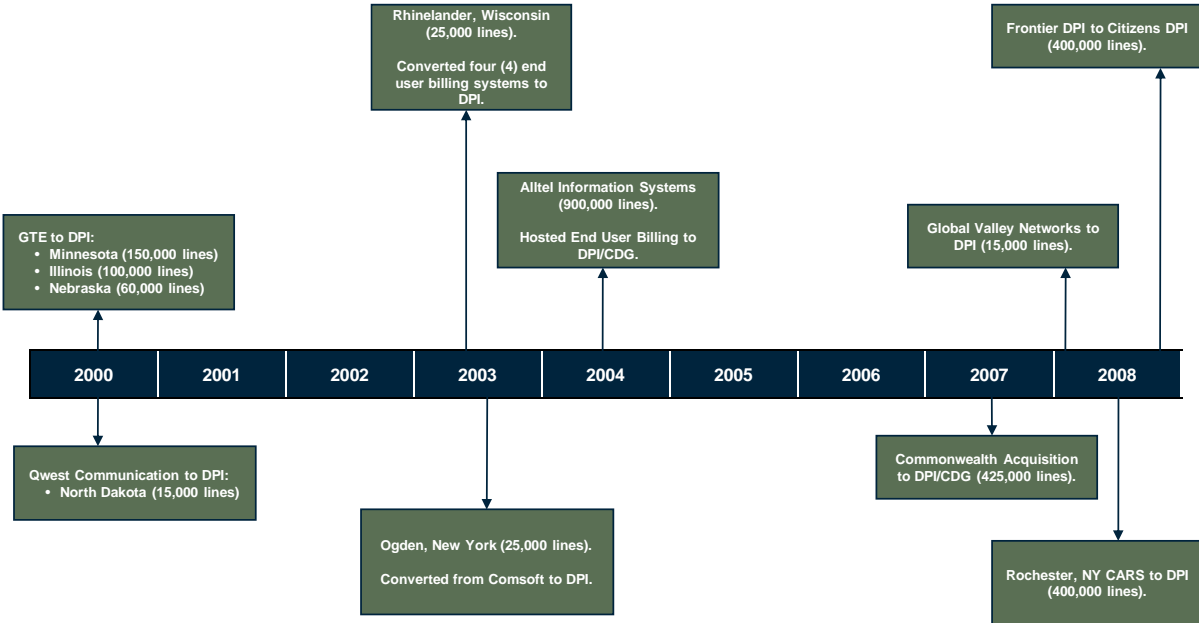 Rhinelander, Wisconsin
(25,000 lines).
Converted four (4) end
user billing systems to
DPI.
Frontier DPI to Citizens DPI
(400,000 lines).
Alltel Information Systems
(900,000 lines).
Hosted End User Billing to
DPI/CDG.
GTE to DPI:
• Minnesota (150,000 lines)
• Illinois (100,000 lines)
• Nebraska (60,000 lines)
Global Valley Networks to
DPI (15,000 lines).
2000 2001 2002 2003 2004 2005 2006 2007 2008
Qwest Communication to DPI:
• North Dakota (15,000 lines)
Commonwealth Acquisition
to DPI/CDG (425,000 lines).
Ogden, New York (25,000 lines).
Converted from Comsoft to DPI.
Rochester, NY CARS to DPI
(400,000 lines).